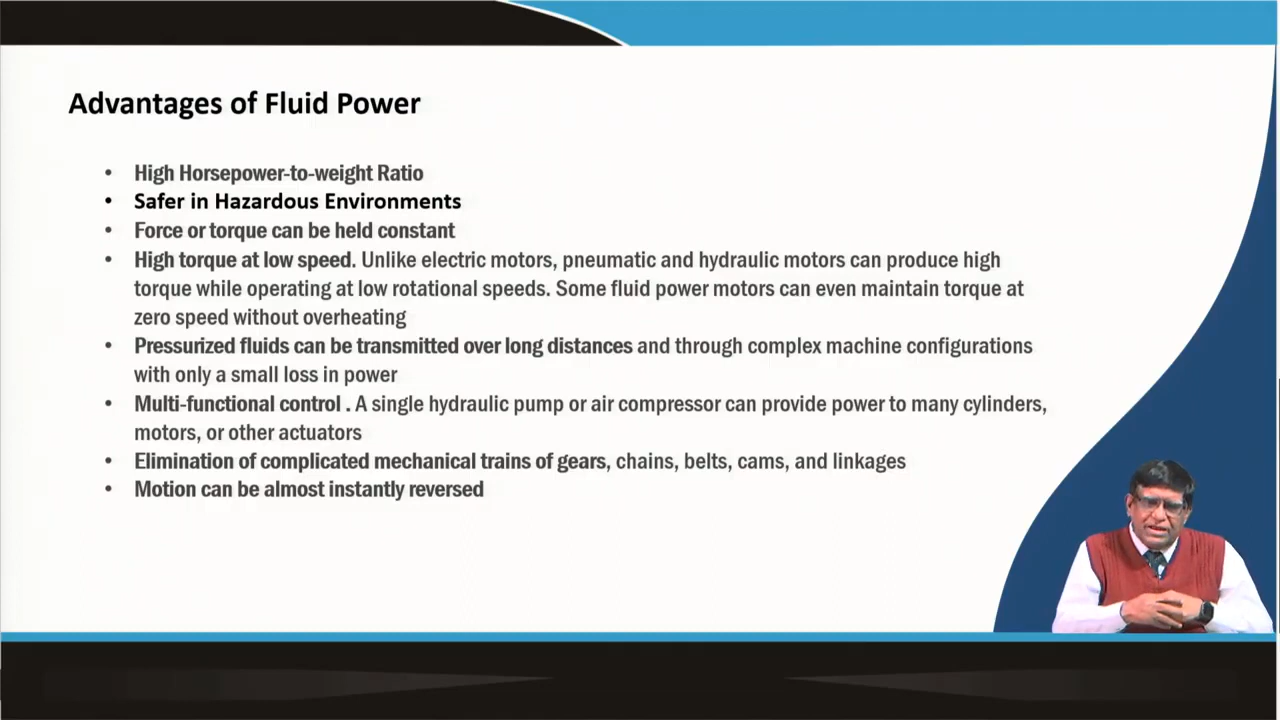 Advantages of Fluid Power
• High Horsepower-to-weight Ratio
• Safer in Hazardous Environments
• Force or torque can be held constant
• High torque at low speed. Unlike electric motors, pneumatic and hydraulic motors can produce high
torque while operating at low rotational speeds. Some fluid power motors can even maintain torque at
zero speed without overheating
• Pressurized fluids can be transmitted over long distances and through complex machine configurations
with only a small loss in power
• Multi-functional control . A single hydraulic pump or air compressor can provide power to many cylinders,
motors, or other actuators
• Elimination of complicated mechanical trains of gears, chains, belts, cams, and linkages
• Motion can be almost instantly reversed